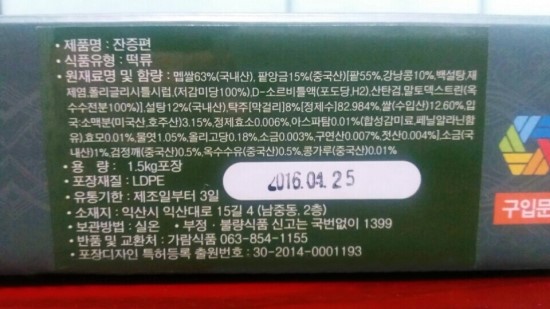 · 제품명 : 잔증편
· 식품유형 : 떡류
· 원재료명 및 함량 : 멥쌀63%(국내산), 팥앙금15%(중국산)[팥55%,강낭콩10%,백설탕,재
제염,폴리글리시톨시럽,(저감미당100%),D-소르비톨액(포도당,H2),산탄검,말토덱스트린(옥
수수전분100%)],설탕12%(국내산),탁주[막걸리]8%[정제수82.984%,쌀(수입산)12.60%,입
국:소맥분(미국산,호주산)3.15%,정제효소0.006%,아스파탐0.01%(합성감미료,페닐알라닌함
유),효모0.01%,물엿1.05%,올리고당0.18%,소금0.003%,구연산0.007%,젖산0.004%],소금(국
내산)1%,검정깨(중국산)0.5%,옥수수유(중국산)0.5%,콩가루(중국산)0.01%
· 용 량 : 1.5kg포장
· 포장재질 : LDPE
2016.04.25
· 유통기한 : 제조일부터 3일
· 소재지 : 익산시 익산대로 15길 4 (남중동, 2층)
· 보관방법 : 실온 · 부정·불량식품 신고는 국번없이 1399
· 반품 및 교환처 : 가람식품 063-854-1155
· 포장디자인 특허등록 출원번호 : 30-2014-0001193
구입문